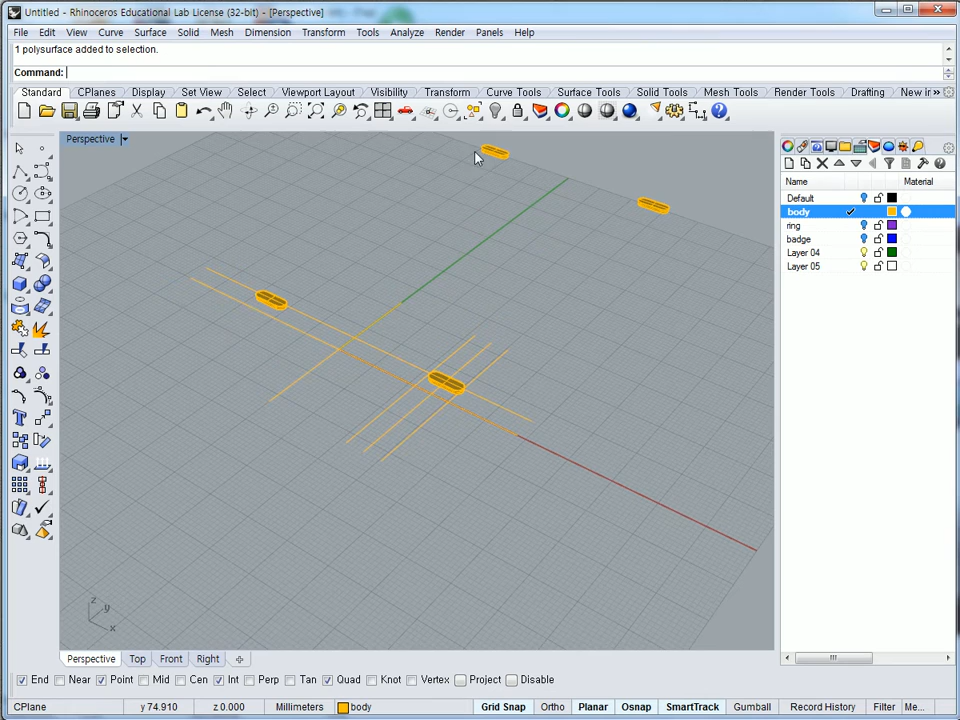 Untitled - Rhinoceros Educational Lab License (32-bit) - [Perspective]
File Edit View Curve Surface Solid Mesh Dimension Transform Tools Analyze Render Panels Help
1 polysurface added to selection.
Command:
Standard CPlanes Display Set View Select Viewport Layout Visibility Transform Curve Tools Surface Tools Solid Tools Mesh Tools Render Tools Drafting New in
Perspective
Name Material
Default
body
ring
badge
Layer 04
Layer 05
z
y
x
Perspective Top Front Right
End Near Point Mid Cen Int Perp Tan Quad Knot Vertex Project Disable
CPlane y 74.910 z 0.000 Millimeters body Grid Snap Ortho Planar Osnap SmartTrack Gumball Record History Filter Me...